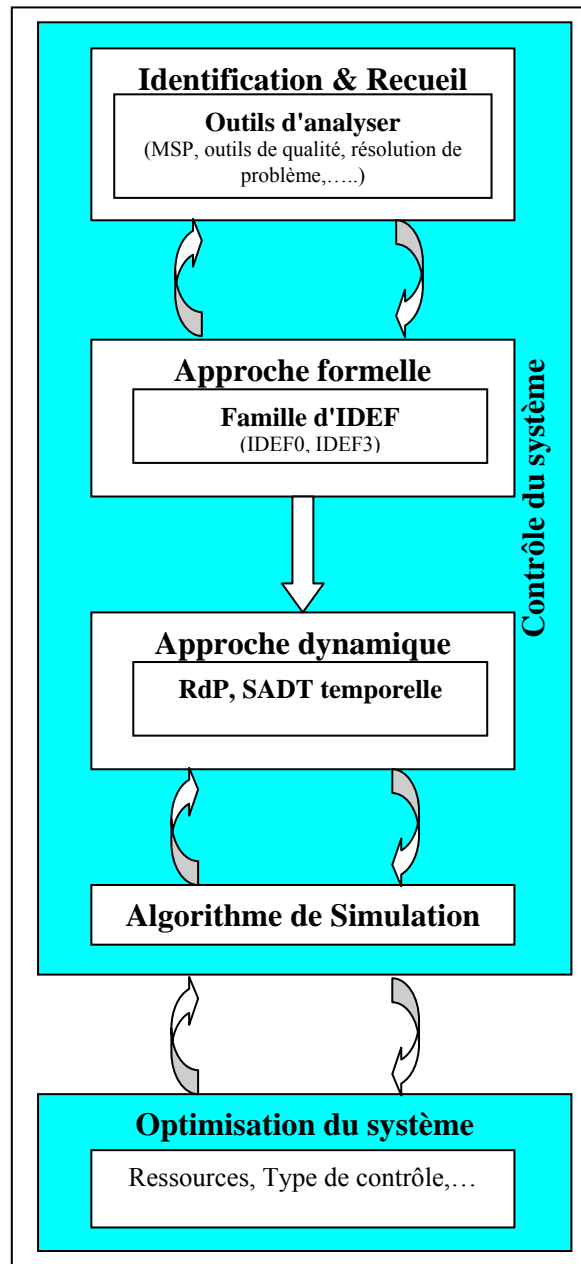 Identification & Recueil
Outils d'analyser
(MSP, outils de qualité, résolution de
problème,…..)
Approche formelle
Famille d'IDEF
(IDEF0, IDEF3)
Contrôle du système
Approche dynamique
RdP, SADT temporelle
Algorithme de Simulation
Optimisation du système
Ressources, Type de contrôle,…